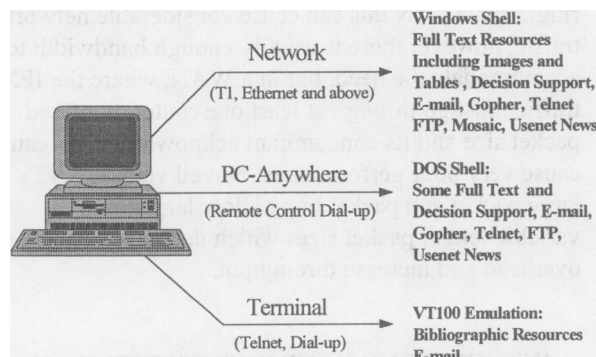 Windows Shell:
Full Text Resources
Including Images and
Tables , Decision Support,
E-mail, Gopher, Telnet
FTP, Mosaic, Usenet News
Network
(T1, Ethernet and above)
PC-Anywhere
(Remote Control Dial-up)
DOS Shell:
Some Full Text and
Decision Support, E-mail,
Gopher, Telnet, FTP,
Usenet News
Terminal
(Telnet, Dial-up)
VT100 Emulation:
Bibliographic Resources
E-mail